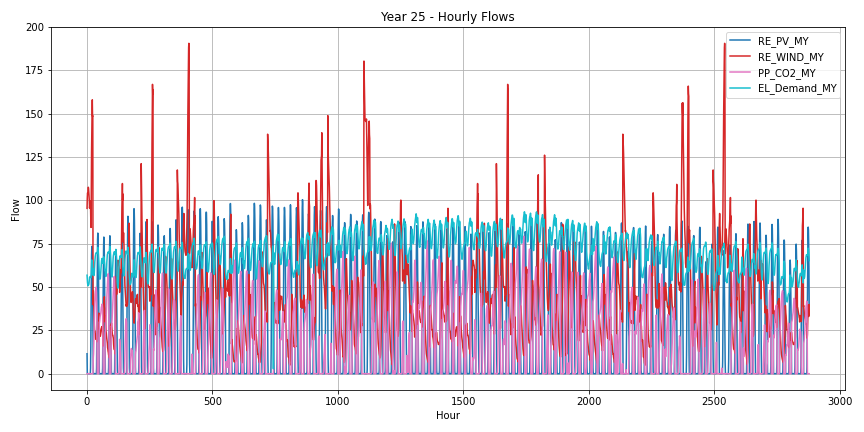 Year 25 - Hourly Flows
RE_PV_MY
RE_WIND_MY
PP_CO2_MY
EL_Demand_MY
Flow
200
175
150
125
100
75
50
25
0
0
500
1000
1500
2000
2500
3000
Hour